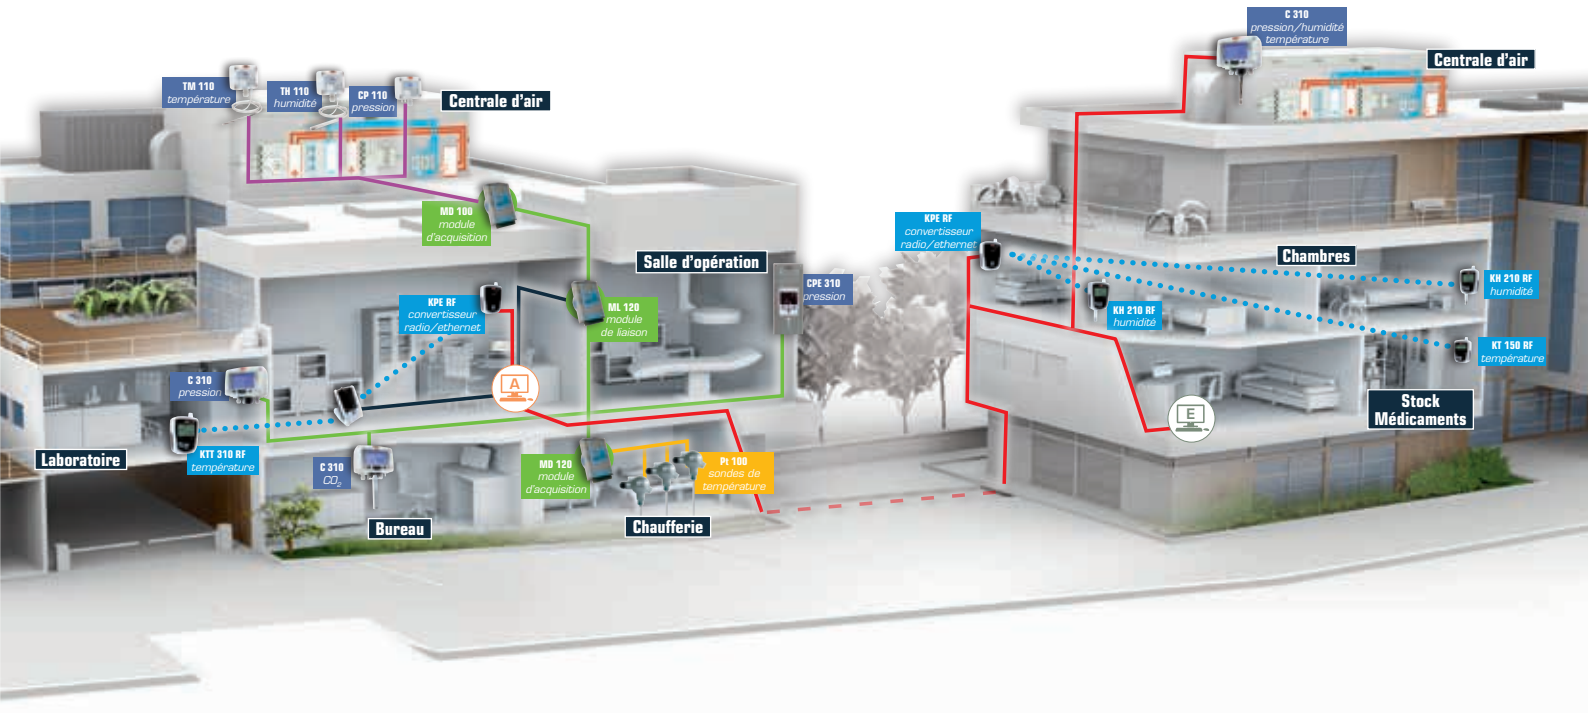 C 310
pression/humidité
température
Centrale d'air
TM 110
température
TH 110
humidité
CP 110
pression
Centrale d'air
MD 100
module
d'acquisition
KPE RF
convertisseur
radio/ethernet
Chambres
Salle d'opération
CPE 310
pression
KH 210 RF
humidité
KPE RF
convertisseur
radio/ethernet
ML 120
module
de liaison
KH 210 RF
humidité
KT 150 RF
température
C 310
pression
A
E
Stock
Médicaments
Laboratoire
KTT 310 RF
température
C 310
CO₂
MD 120
module
d'acquisition
Pt 100
sondes de
température
Bureau
Chaufferie